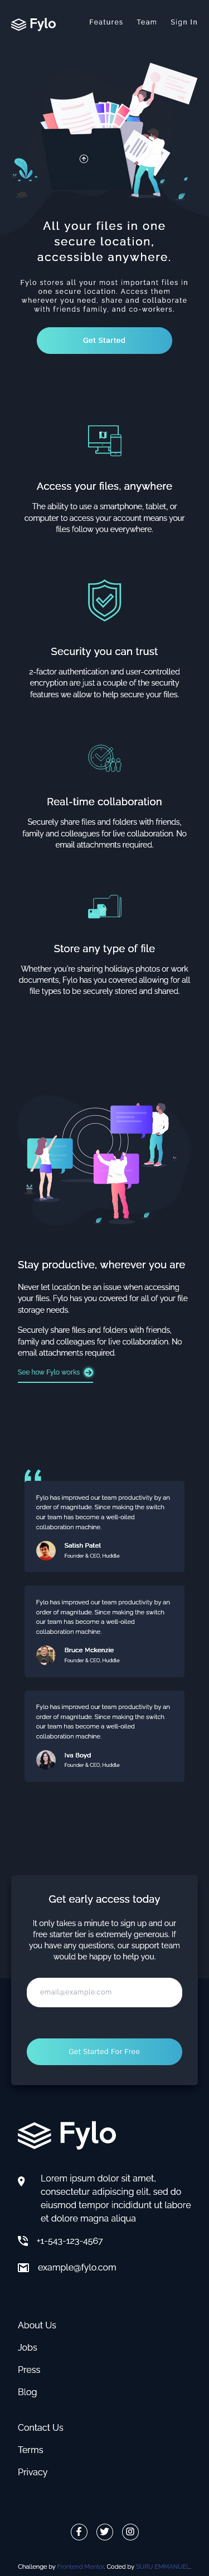 Fylo
Features Team Sign In
All your files in one
secure location,
accessible anywhere.
Fylo stores all your most important files in
one secure location. Access them
wherever you need, share and collaborate
with friends family, and co-workers.
Get Started
Access your files, anywhere
The ability to use a smartphone, tablet, or
computer to access your account means your
files follow you everywhere.
Security you can trust
2-factor authentication and user-controlled
encryption are just a couple of the security
features we allow to help secure your files.
Real-time collaboration
Securely share files and folders with friends,
family and colleagues for live collaboration. No
email attachments required.
Store any type of file
Whether you're sharing holidays photos or work
documents, Fylo has you covered allowing for all
file types to be securely stored and shared.
Stay productive, wherever you are
Never let location be an issue when accessing
your files. Fylo has you covered for all of your file
storage needs.
Securely share files and folders with friends,
family and colleagues for live collaboration. No
email attachments required.
See how Fylo works
Fylo has improved our team productivity by an
order of magnitude. Since making the switch
our team has become a well-oiled
collaboration machine.
Satish Patel
Founder & CEO, Huddle
Fylo has improved our team productivity by an
order of magnitude. Since making the switch
our team has become a well-oiled
collaboration machine.
Bruce Mckenzie
Founder & CEO, Huddle
Fylo has improved our team productivity by an
order of magnitude. Since making the switch
our team has become a well-oiled
collaboration machine.
Iva Boyd
Founder & CEO, Huddle
Get early access today
It only takes a minute to sign up and our
free starter tier is extremely generous. If
you have any questions, our support team
would be happy to help you.
email@example.com
Get Started For Free
Fylo
Lorem ipsum dolor sit amet,
consectetur adipiscing elit, sed do
eiusmod tempor incididunt ut labore
et dolore magna aliqua
+1-543-123-4567
example@fylo.com
About Us
Jobs
Press
Blog
Contact Us
Terms
Privacy
Challenge by Frontend Mentor. Coded by SURU EMMANUEL.